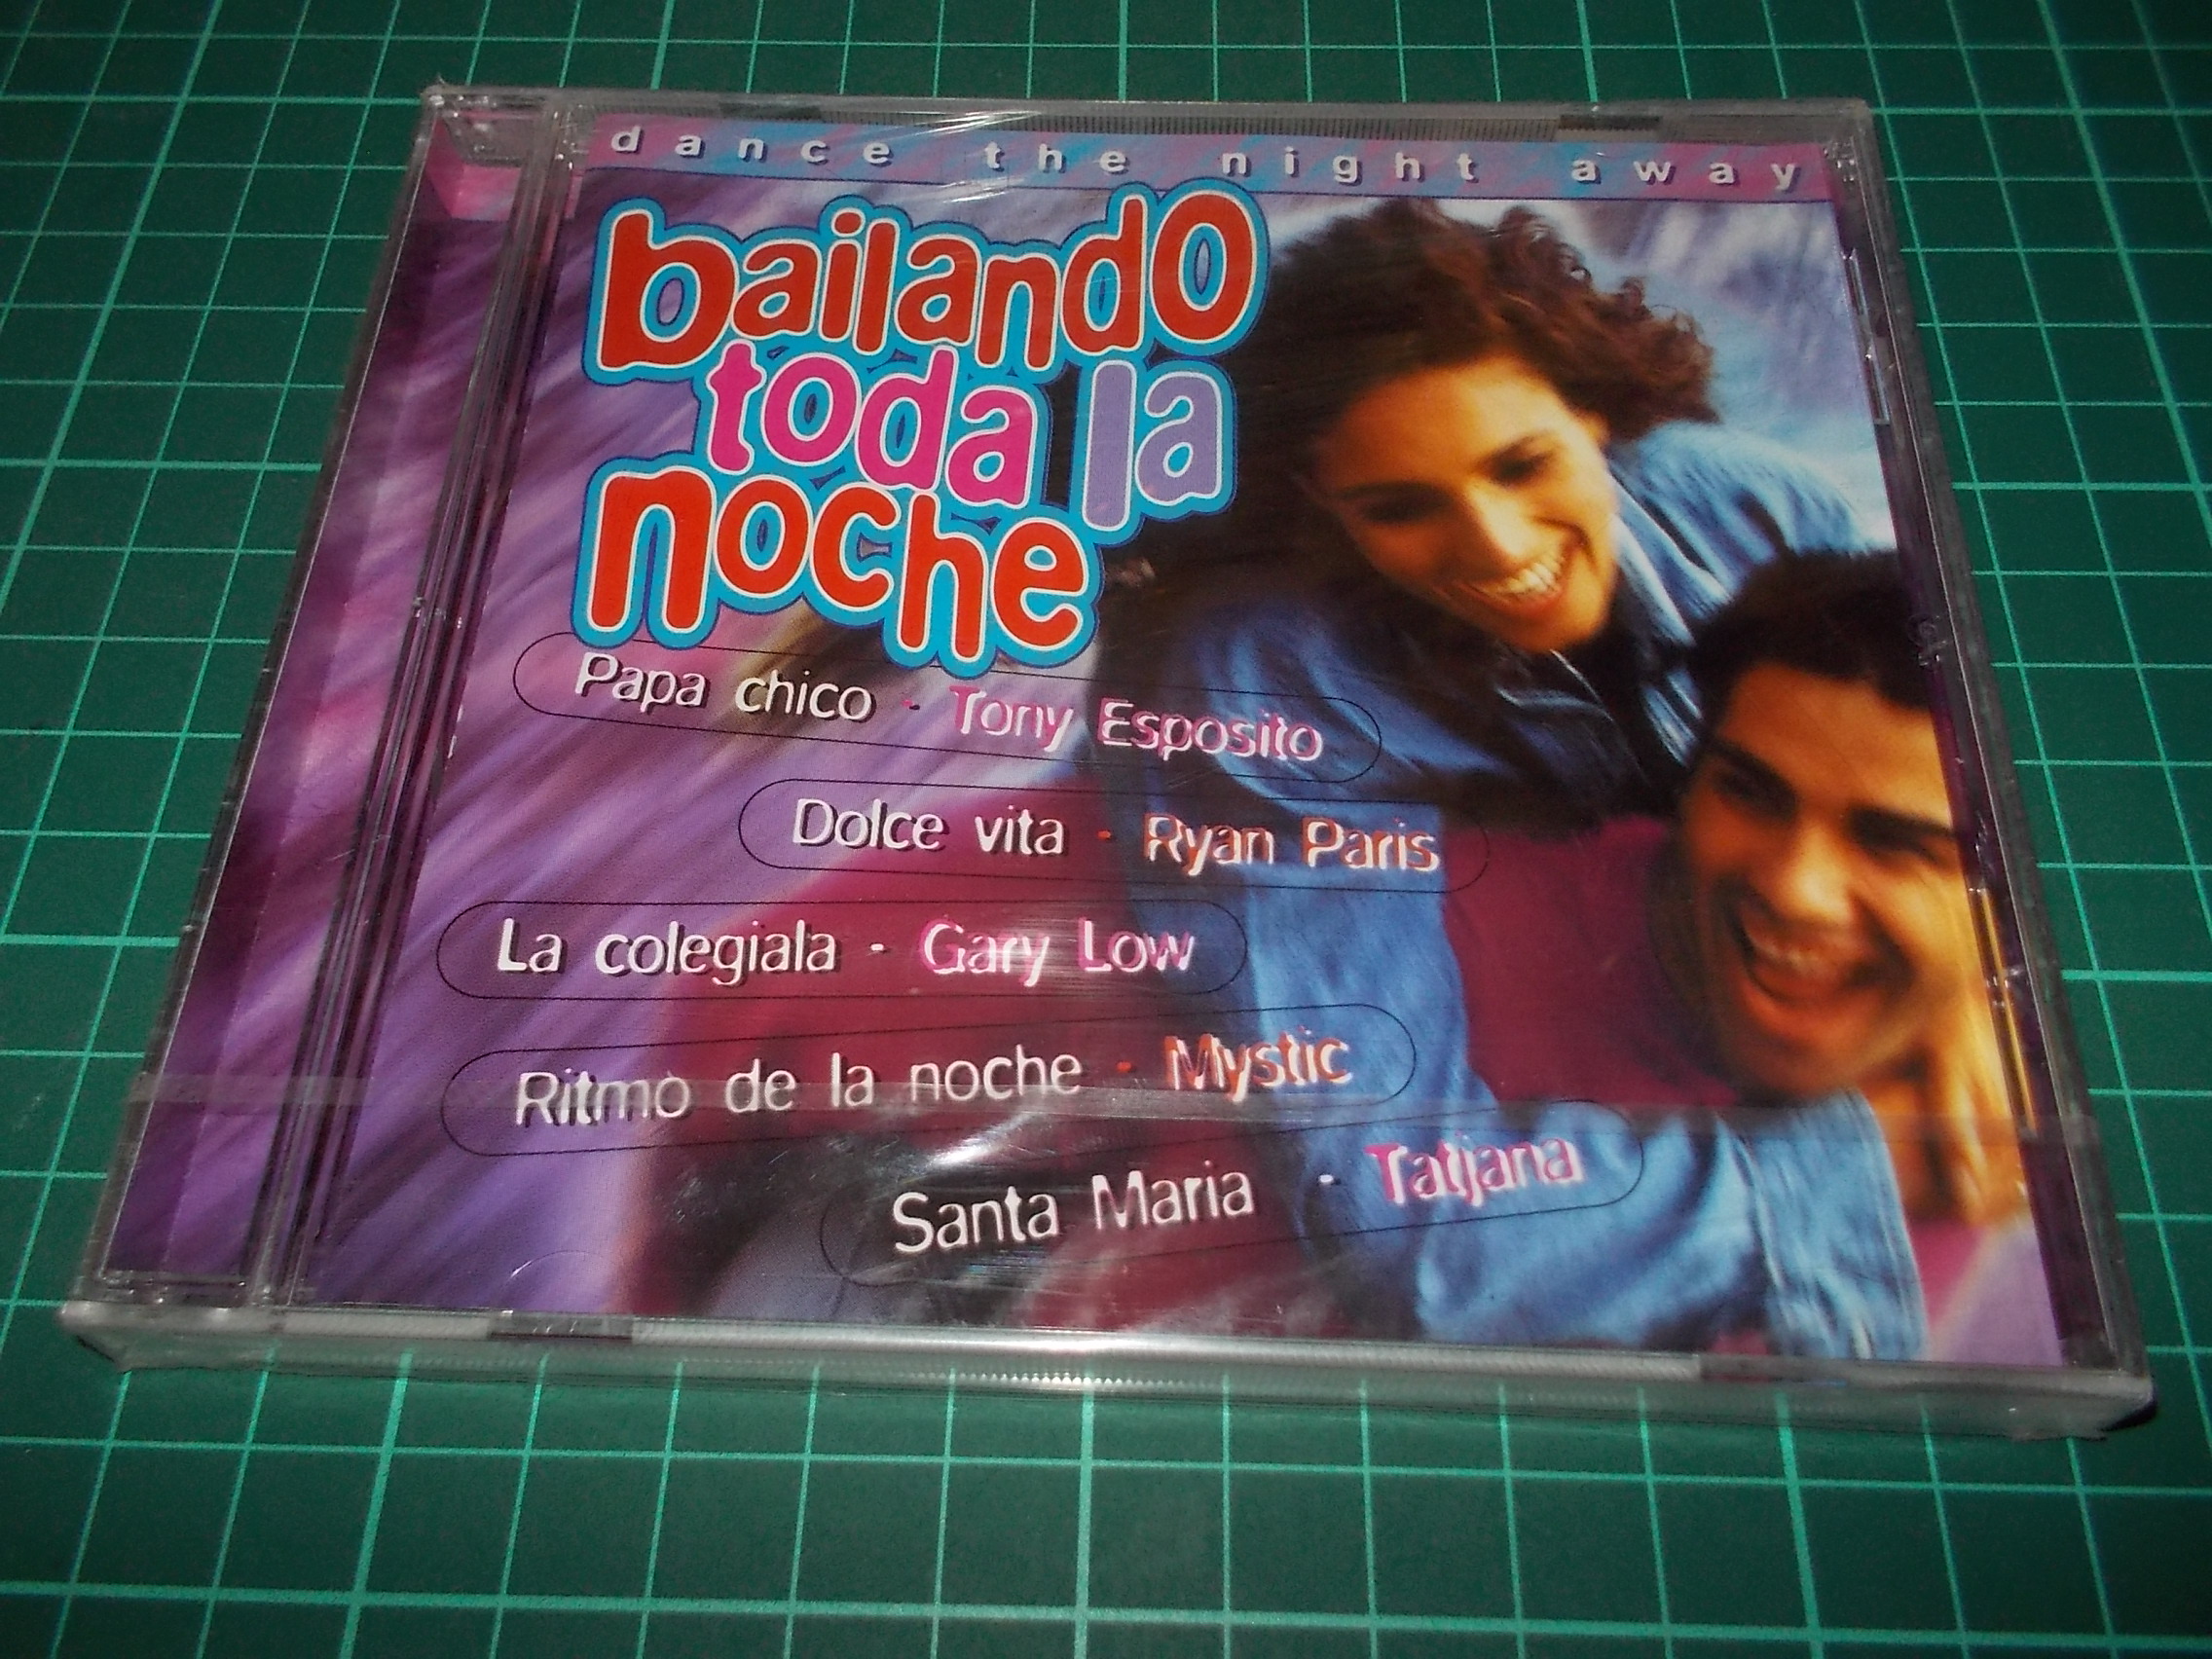 dance the night away
bailando
toda la
noche
Papa chico - Tony Esposito
Dolce vita - Ryan Paris
La colegiala - Gary Low
Ritmo de la noche - Mystic
Santa Maria - Tatjana